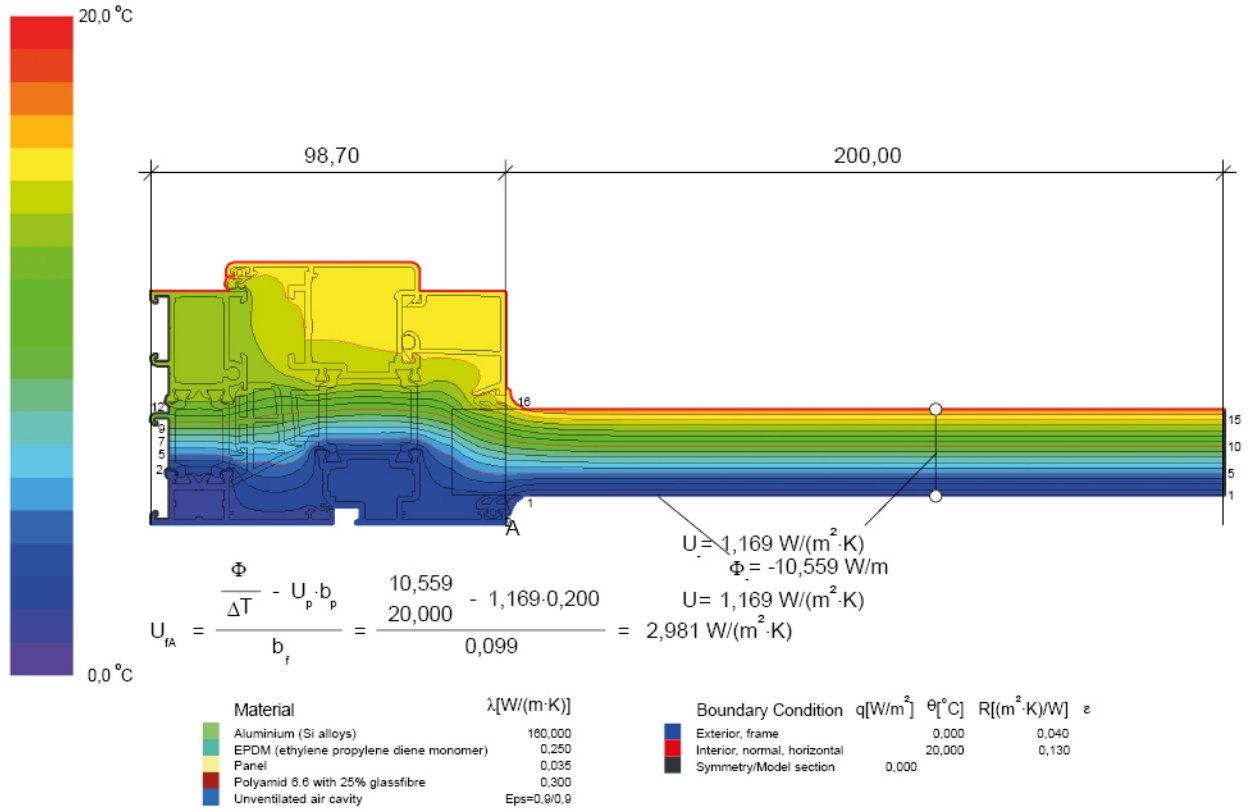 20,0 °C
98,70
200,00
12
9
7
5
2
16
15
10
5
1
1
A
0,0 °C
U_= 1,169 W/(m²·K)
Φ_= -10,559 W/m
U= 1,169 W/(m²·K)
U_fA = (Φ/ΔT - U_p·b_p)/b_f = (10,559/20,000 - 1,169·0,200)/0,099 = 2,981 W/(m²·K)
Material λ[W/(m·K)]
Aluminium (Si alloys) 160,000
EPDM (ethylene propylene diene monomer) 0,250
Panel 0,035
Polyamid 6.6 with 25% glassfibre 0,300
Unventilated air cavity Eps=0,9/0,9
Boundary Condition q[W/m²] θ[°C] R[(m²·K)/W] ε
Exterior, frame 0,000 0,040
Interior, normal, horizontal 20,000 0,130
Symmetry/Model section 0,000